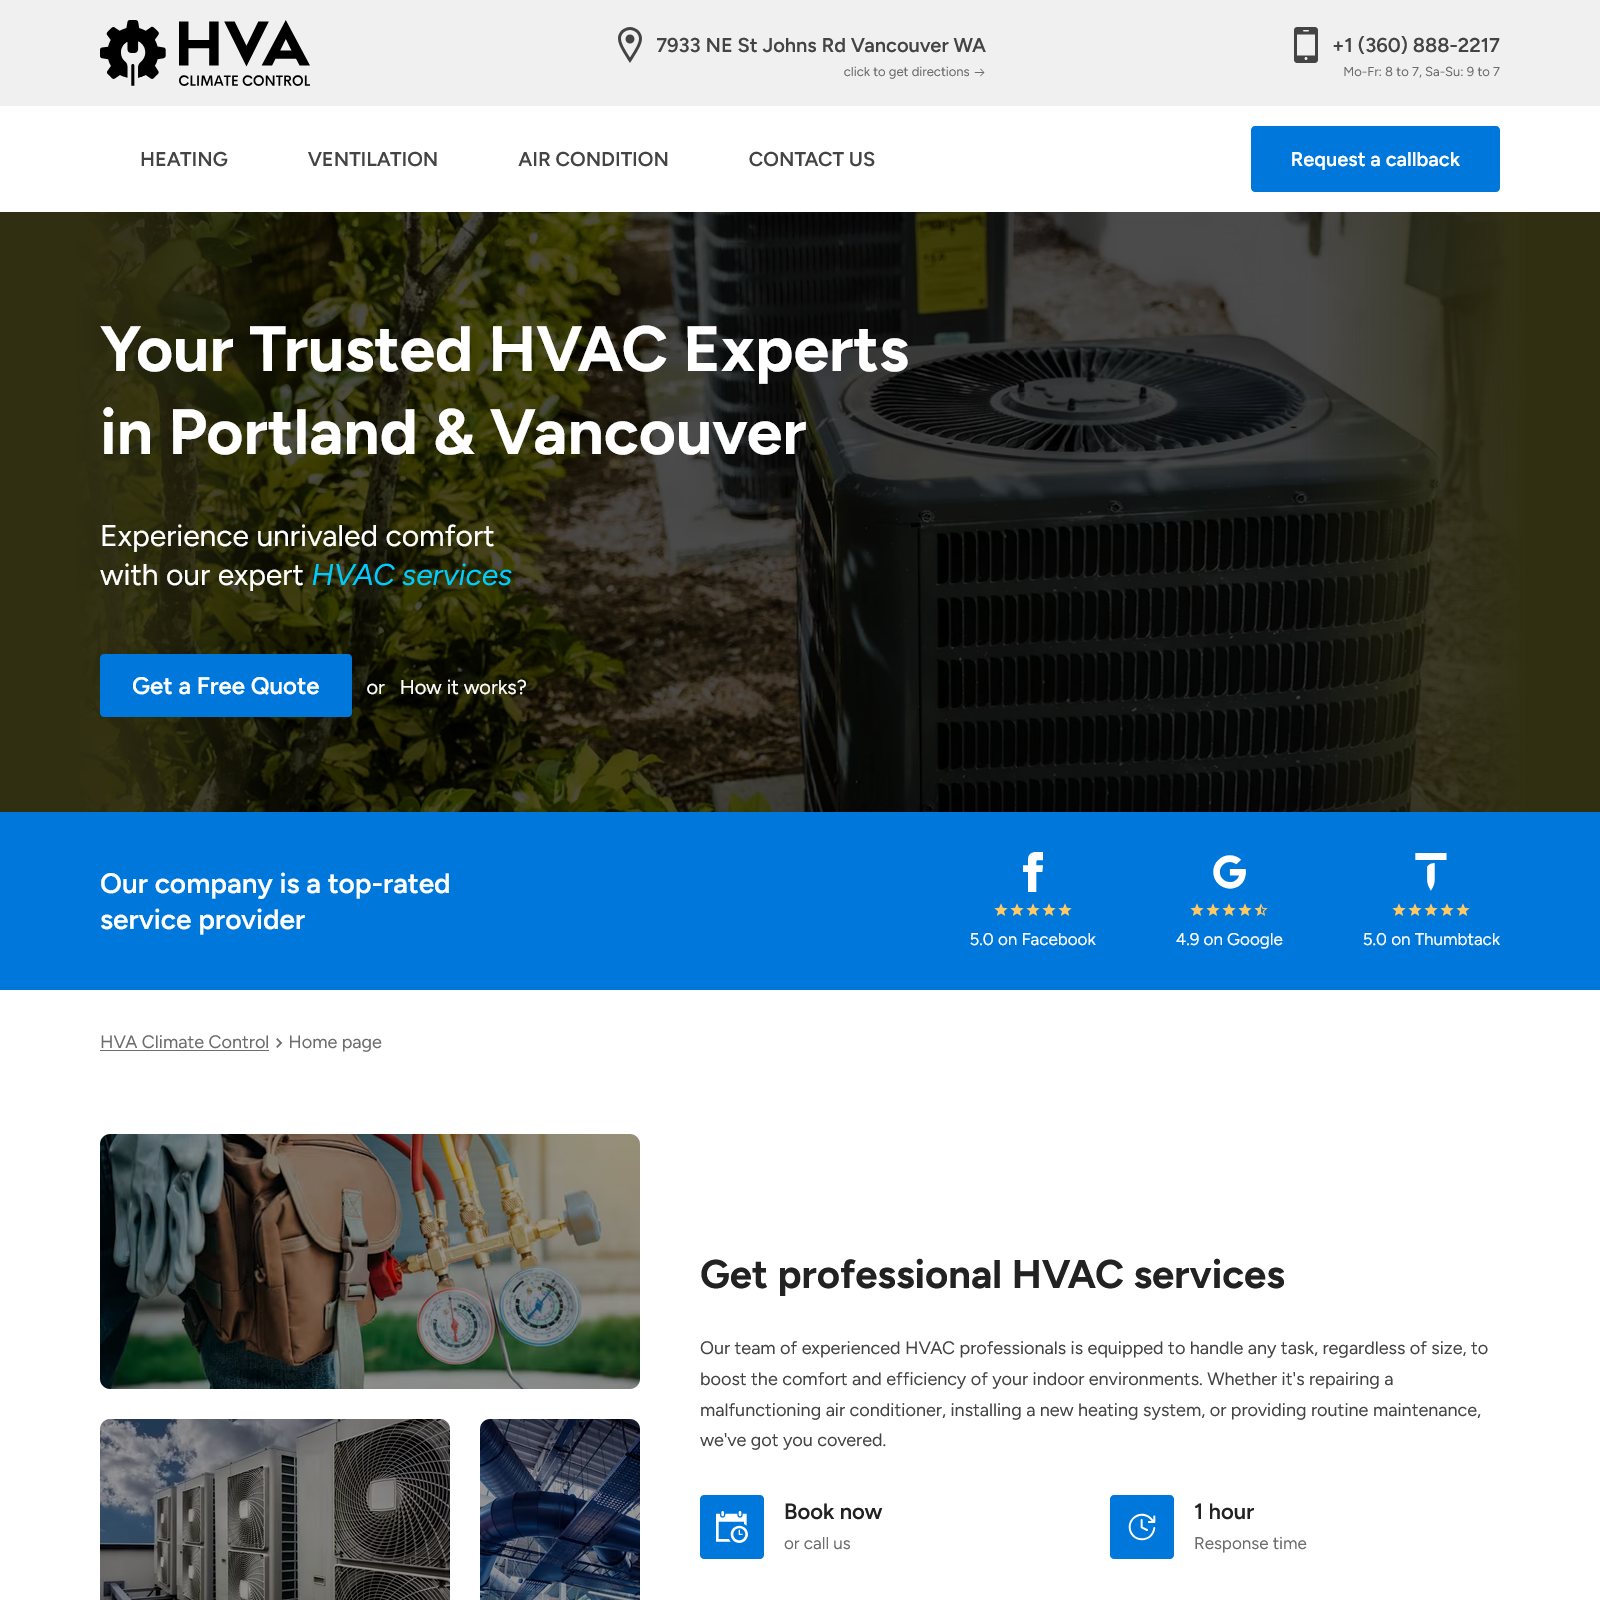 HVA
CLIMATE CONTROL
7933 NE St Johns Rd Vancouver WA
click to get directions →
+1 (360) 888-2217
Mo-Fr: 8 to 7, Sa-Su: 9 to 7
HEATING
VENTILATION
AIR CONDITION
CONTACT US
Request a callback
Your Trusted HVAC Experts
in Portland & Vancouver
Experience unrivaled comfort
with our expert HVAC services
Get a Free Quote
or How it works?
Our company is a top-rated
service provider
5.0 on Facebook
4.9 on Google
5.0 on Thumbtack
HVA Climate Control › Home page
Get professional HVAC services
Our team of experienced HVAC professionals is equipped to handle any task, regardless of size, to
boost the comfort and efficiency of your indoor environments. Whether it's repairing a
malfunctioning air conditioner, installing a new heating system, or providing routine maintenance,
we've got you covered.
Book now
or call us
1 hour
Response time